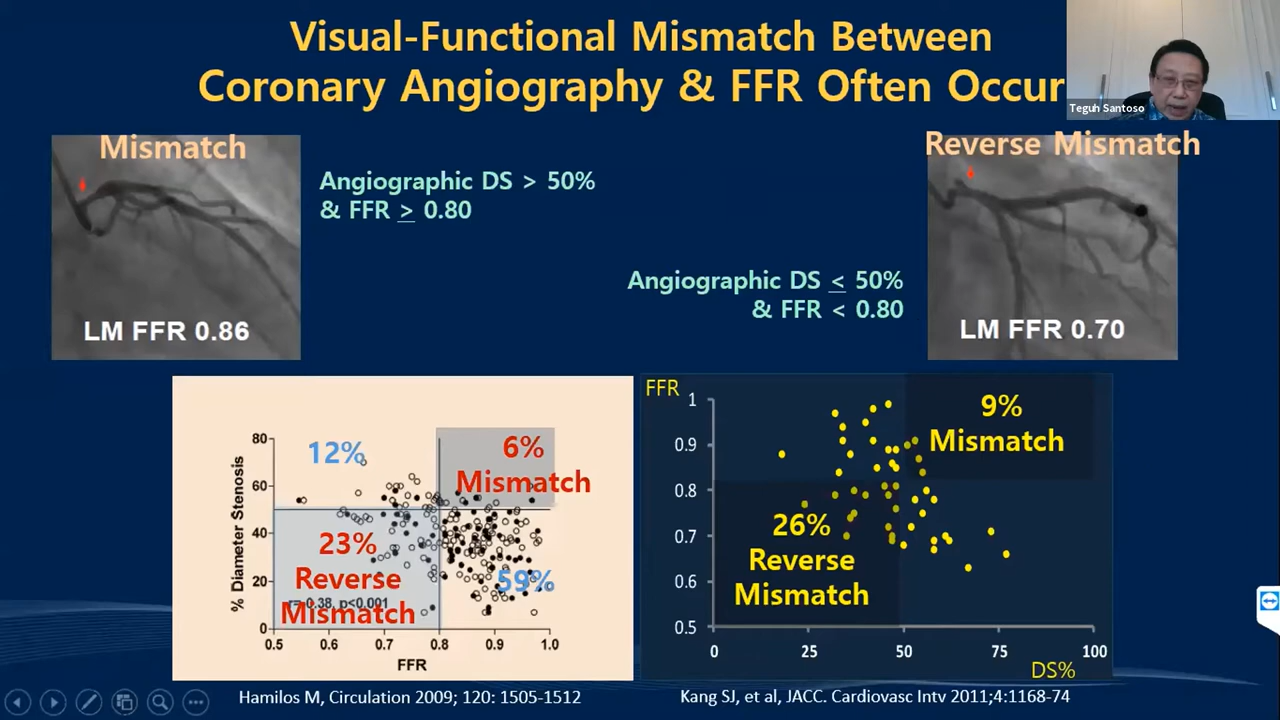 Visual-Functional Mismatch Between
Coronary Angiography & FFR Often Occur
Teguh Santoso
Mismatch
LM FFR 0.86
Angiographic DS > 50%
& FFR ≥ 0.80
Reverse Mismatch
LM FFR 0.70
Angiographic DS ≤ 50%
& FFR < 0.80
% Diameter Stenosis
80
60
40
20
0
12%
6%
Mismatch
23%
Reverse
Mismatch
59%
0.38, p<0.001
0.5 0.6 0.7 0.8 0.9 1.0
FFR
FFR
1
0.9
0.8
0.7
0.6
0.5
9%
Mismatch
26%
Reverse
Mismatch
0 25 50 75 100
DS%
Hamilos M, Circulation 2009; 120: 1505-1512
Kang SJ, et al, JACC. Cardiovasc Intv 2011;4:1168-74